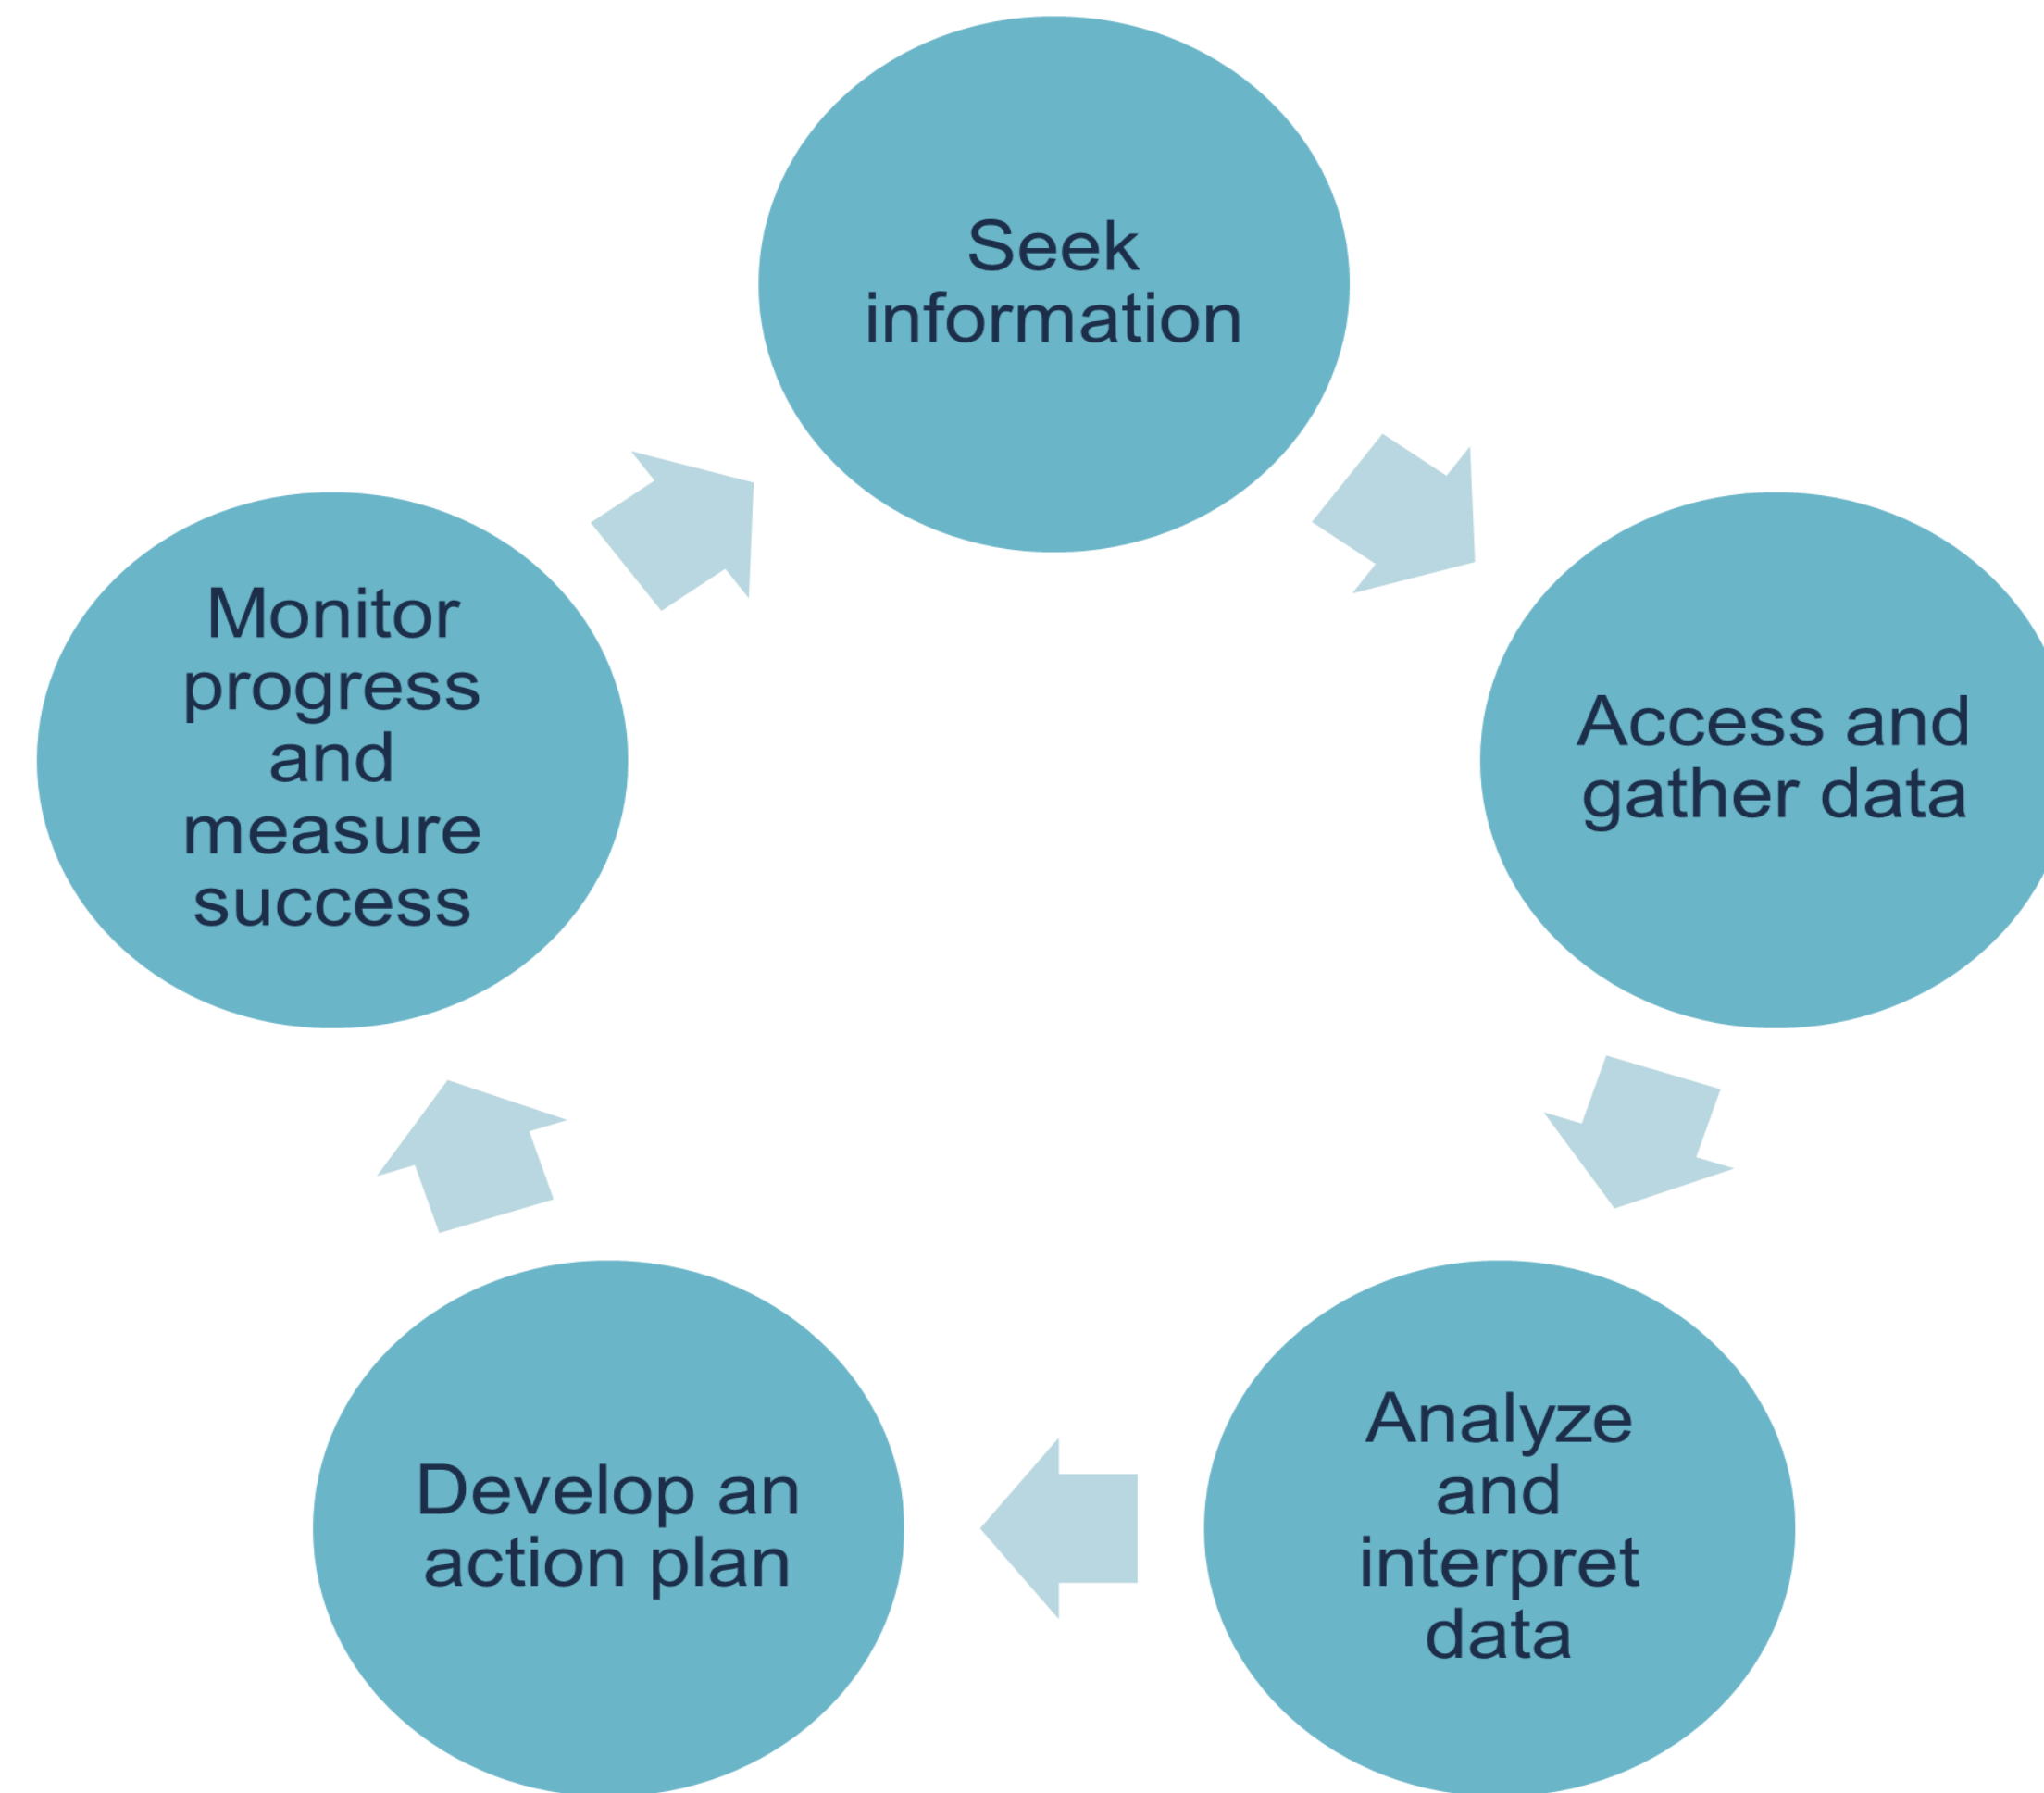 Seek
information
Access and
gather data
Analyze
and
interpret
data
Develop an
action plan
Monitor
progress
and
measure
success